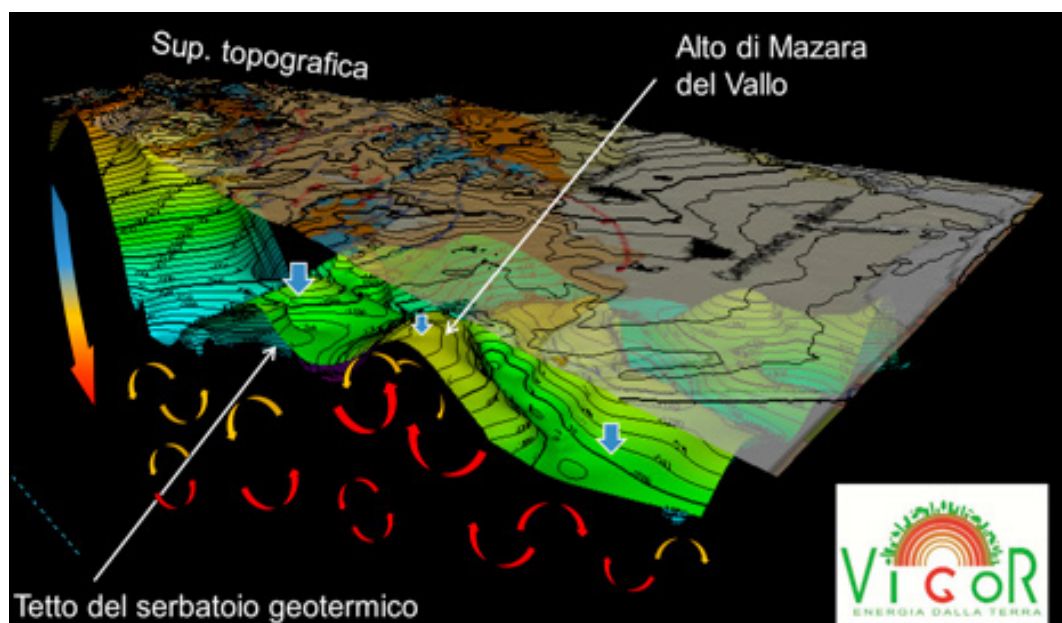 Sup. topografica
Alto di Mazara
del Vallo
Tetto del serbatoio geotermico
ViGoR
ENERGIA DALLA TERRA